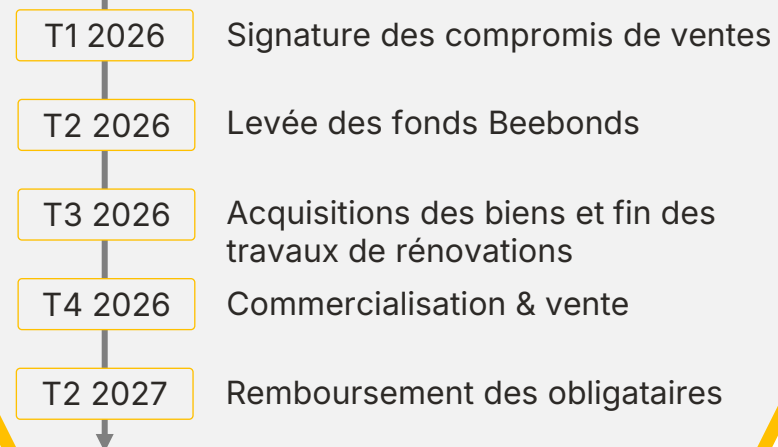 T1 2026 Signature des compromis de ventes
T2 2026 Levée des fonds Beebonds
T3 2026 Acquisitions des biens et fin des
travaux de rénovations
T4 2026 Commercialisation & vente
T2 2027 Remboursement des obligataires